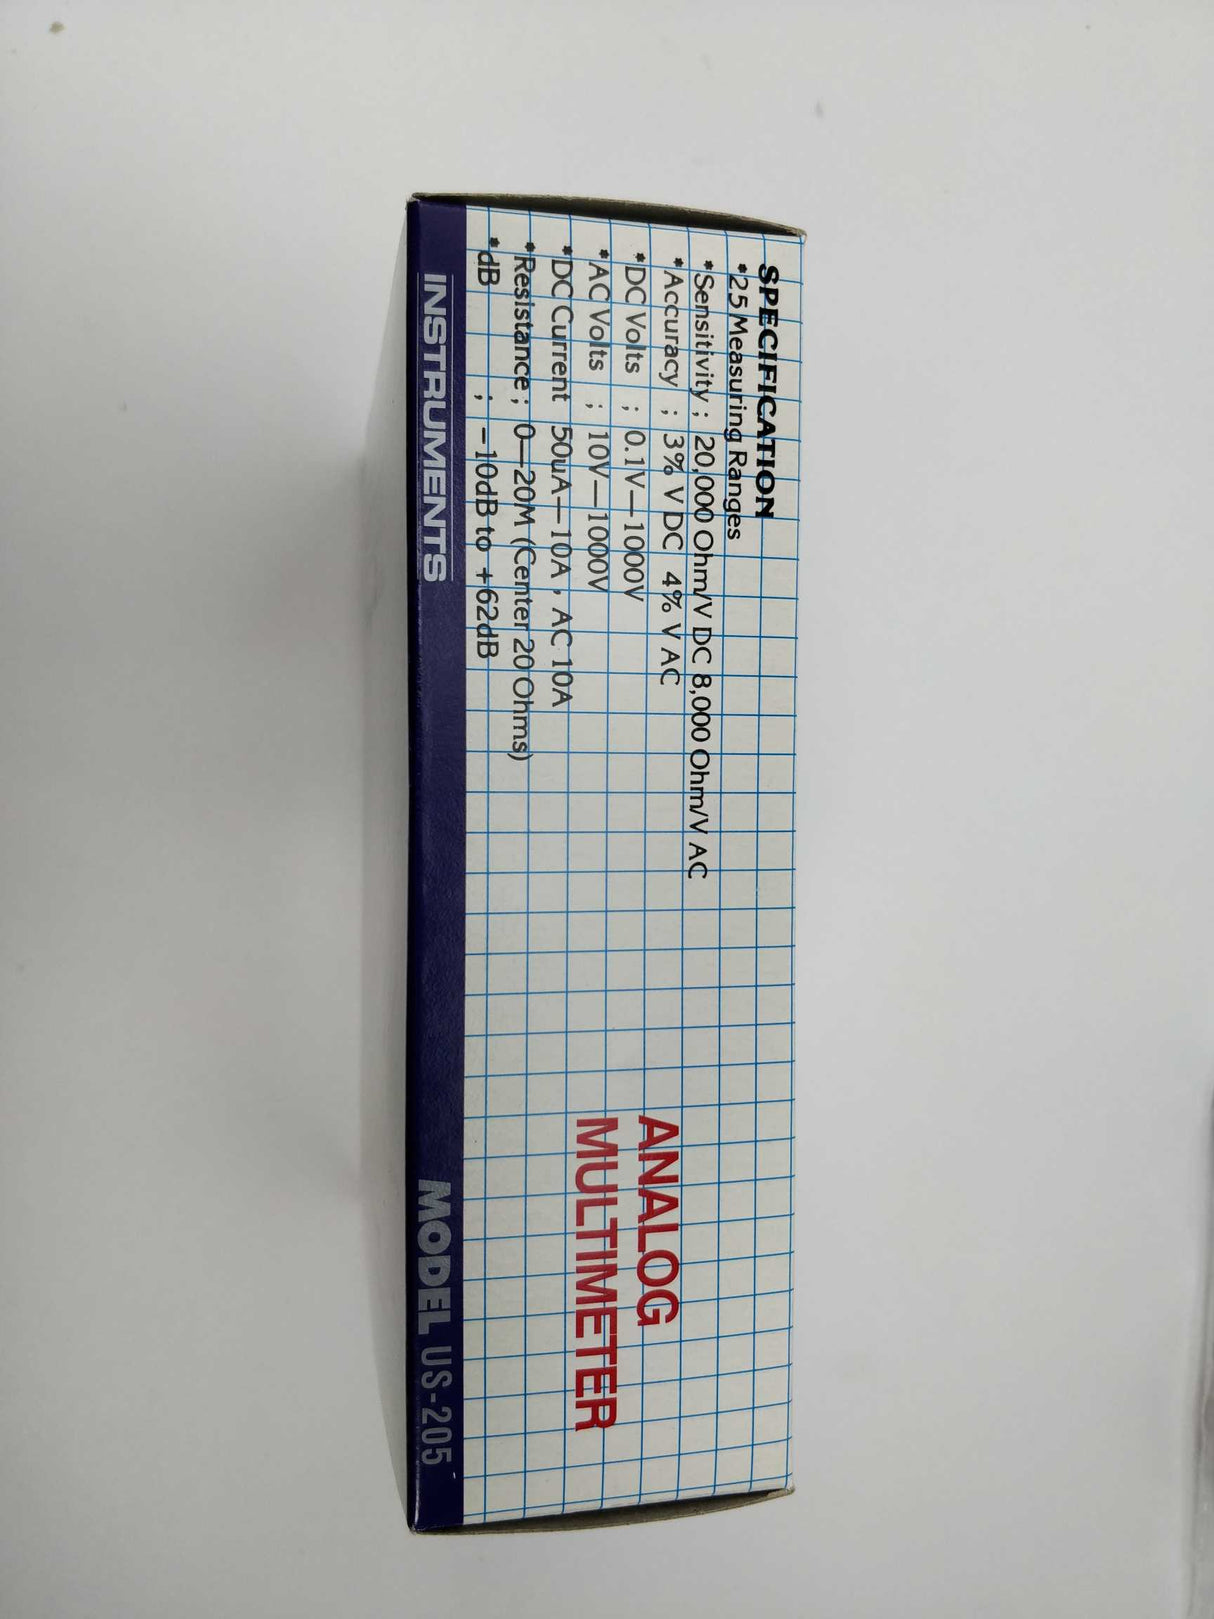 SPECIFICATION
*25 Measuring Ranges
*Sensitivity ; 20,000 Ohm/V DC 8,000 Ohm/V AC
*Accuracy ; 3% V DC 4% V AC
*DC Volts ; 0.1V—1000V
*AC Volts ; 10V—1000V
*DC Current 50uA—10A , AC 10A
*Resistance ; 0—20M (Center 20 Ohms)
*dB ; -10dB to +62dB
ANALOG
MULTIMETER
INSTRUMENTS
MODEL US-205